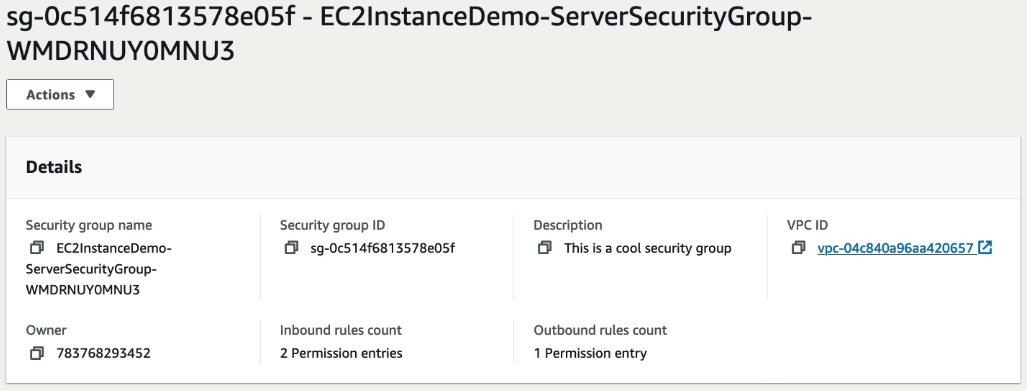 sg-0c514f6813578e05f - EC2InstanceDemo-ServerSecurityGroup-
WMDRNUY0MNU3
Actions
Details
Security group name
EC2InstanceDemo-
ServerSecurityGroup-
WMDRNUY0MNU3
Security group ID
sg-0c514f6813578e05f
Description
This is a cool security group
VPC ID
vpc-04c840a96aa420657
Owner
783768293452
Inbound rules count
2 Permission entries
Outbound rules count
1 Permission entry